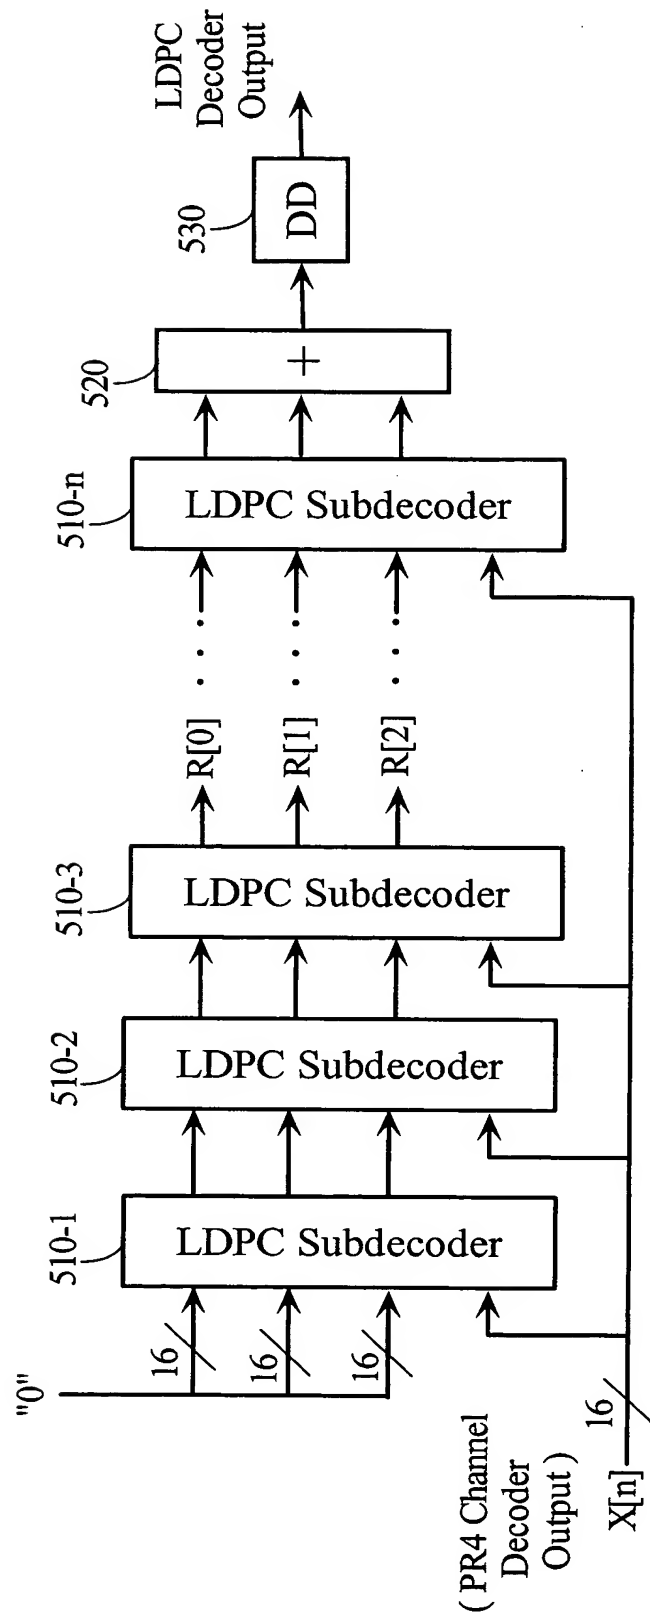 "0"
16
16
16
( PR4 Channel
Decoder
Output )
X[n]
16
510-1
LDPC Subdecoder
510-2
LDPC Subdecoder
510-3
LDPC Subdecoder
R[0]
R[1]
R[2]
. . .
. . .
. . .
510-n
LDPC Subdecoder
520
+
530
DD
LDPC
Decoder
Output